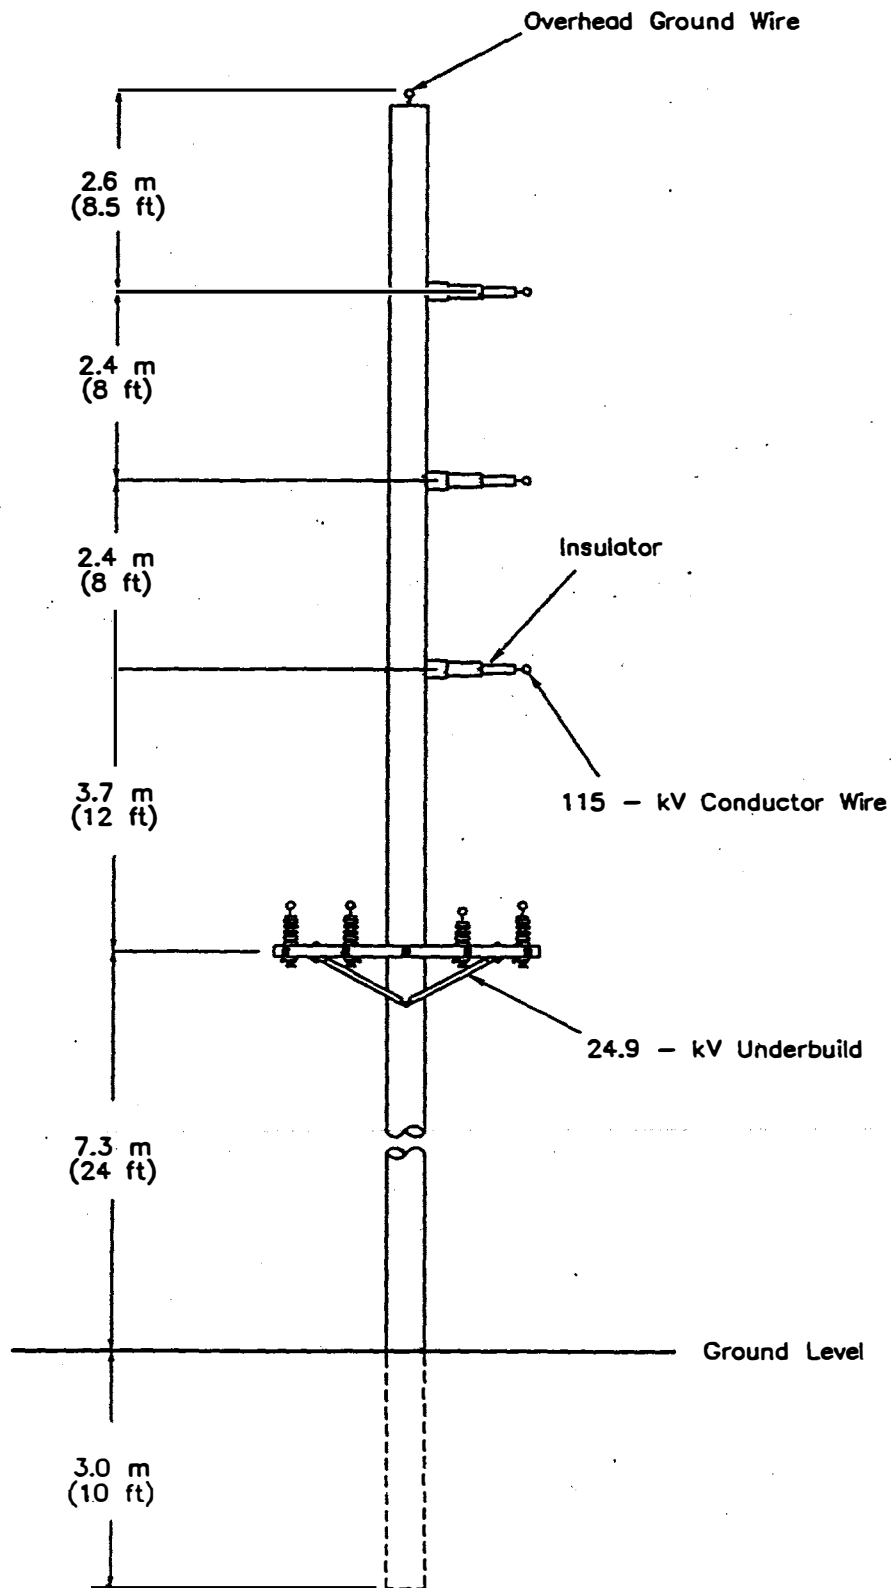 Overhead Ground Wire
2.6 m
(8.5 ft)
2.4 m
(8 ft)
2.4 m
(8 ft)
Insulator
3.7 m
(12 ft)
115 - kV Conductor Wire
24.9 - kV Underbuild
7.3 m
(24 ft)
Ground Level
3.0 m
(10 ft)